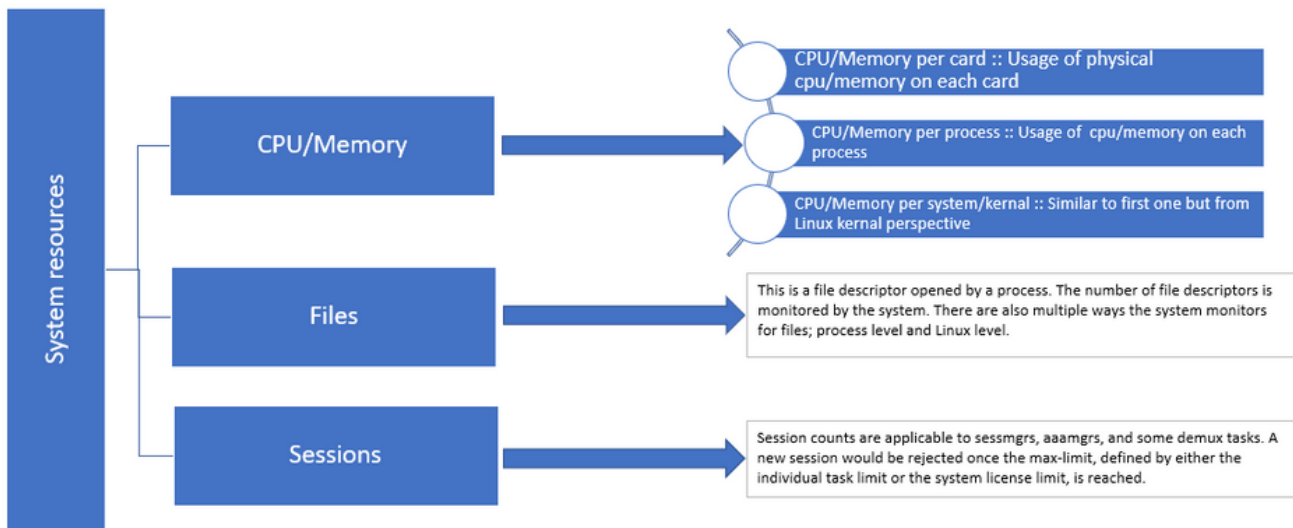 System resources
CPU/Memory
CPU/Memory per card :: Usage of physical
cpu/memory on each card
CPU/Memory per process :: Usage of cpu/memory on each
process
CPU/Memory per system/kernal :: Similar to first one but from
Linux kernal perspective
Files
This is a file descriptor opened by a process. The number of file descriptors is
monitored by the system. There are also multiple ways the system monitors
for files; process level and Linux level.
Sessions
Session counts are applicable to sessmgrs, aaamgrs, and some demux tasks. A
new session would be rejected once the max-limit, defined by either the
individual task limit or the system license limit, is reached.